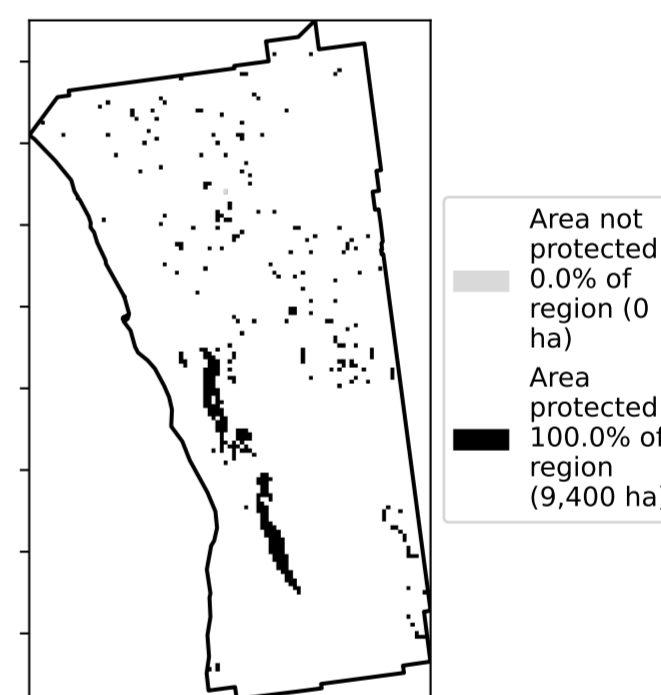 Area not
protected
0.0% of
region (0
ha)
Area
protected
100.0% of
region
(9,400 ha)